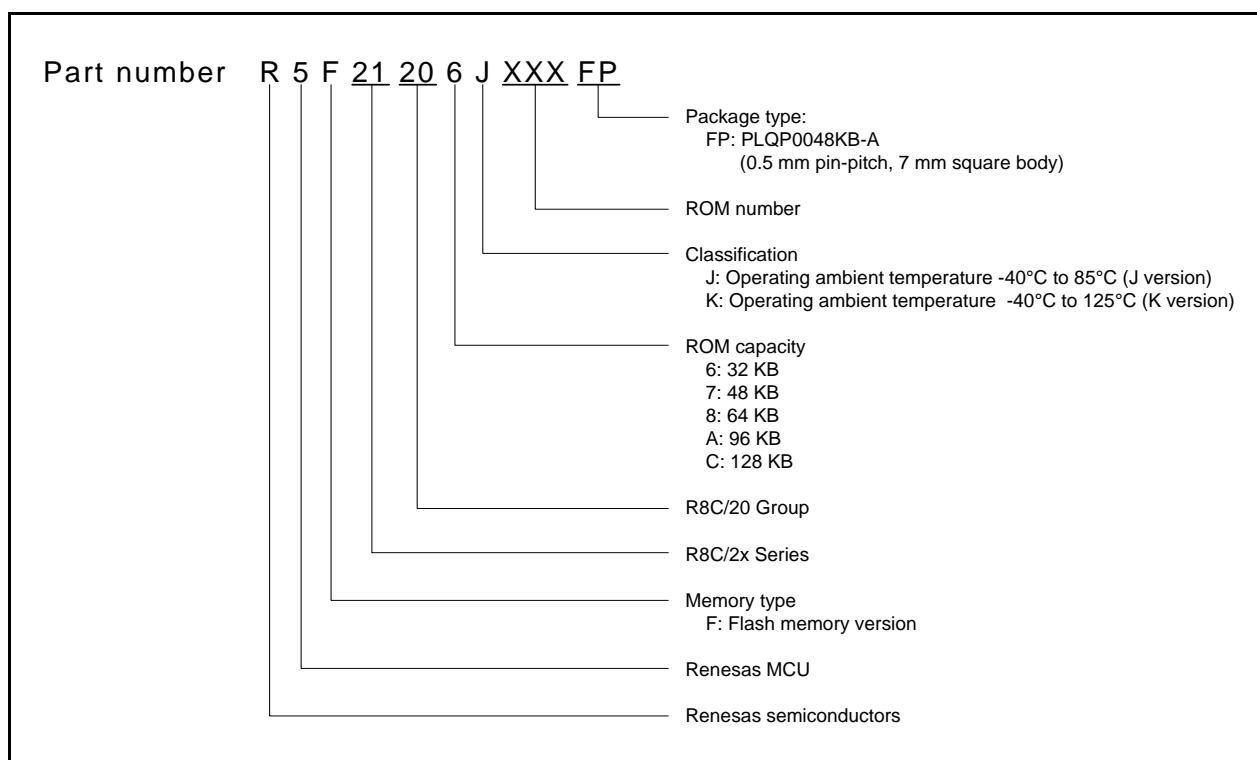 Part number R 5 F 21 20 6 J XXX FP
Package type:
FP: PLQP0048KB-A
(0.5 mm pin-pitch, 7 mm square body)
ROM number
Classification
J: Operating ambient temperature -40°C to 85°C (J version)
K: Operating ambient temperature -40°C to 125°C (K version)
ROM capacity
6: 32 KB
7: 48 KB
8: 64 KB
A: 96 KB
C: 128 KB
R8C/20 Group
R8C/2x Series
Memory type
F: Flash memory version
Renesas MCU
Renesas semiconductors